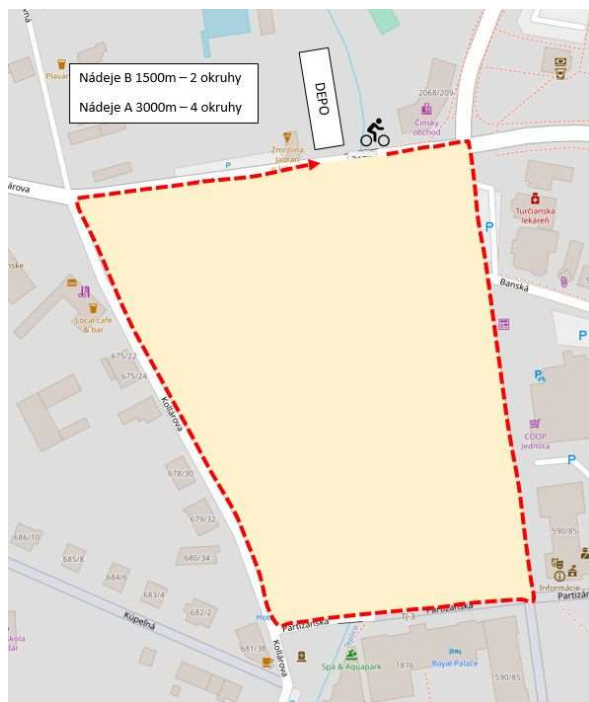 Nádeje B 1500m – 2 okruhy
Nádeje A 3000m – 4 okruhy
DEPO
2068/209
Čínsky
obchod
Zmrzlina
Jadran
P
Turčianska
lekáreň
P
Banská
Local cafe
& bar
675/22
675/24
Kollárova
P
P
COOP
Jednota
P
678/30
679/32
686/10
685/8
680/34
684/6
683/4
682/2
590/85
Informácie
Partizánska
Partizánska
TJ 3
Kúpeľná
681/36
Kollárova
Spa & Aquapark
1876
Royal Palace
590/85